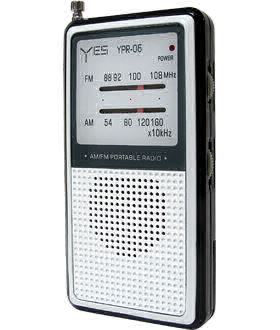 YES YPR-06
POWER
FM 88 92 100 108 MHz
AM 54 80 120 160
x10kHz
AM/FM PORTABLE RADIO